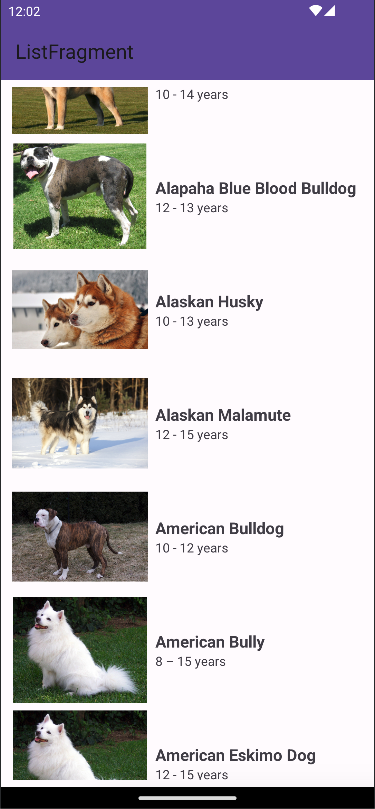 12:02
ListFragment
10 - 14 years
Alapaha Blue Blood Bulldog
12 - 13 years
Alaskan Husky
10 - 13 years
Alaskan Malamute
12 - 15 years
American Bulldog
10 - 12 years
American Bully
8 – 15 years
American Eskimo Dog
12 - 15 years